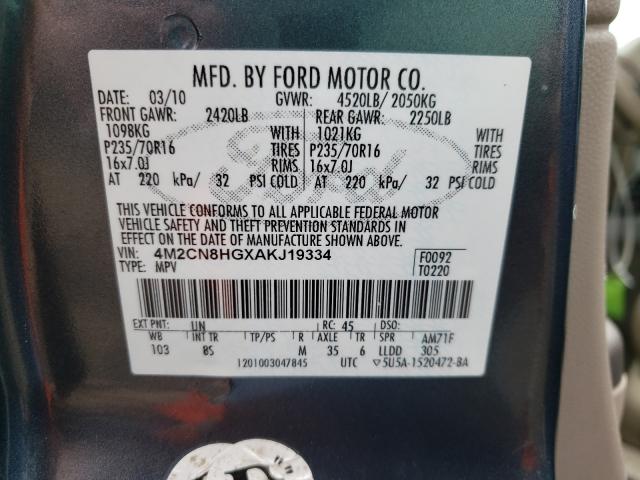 MFD. BY FORD MOTOR CO.
DATE: 03/10 GVWR: 4520LB/ 2050KG
FRONT GAWR: 2420LB REAR GAWR: 2250LB
1098KG WITH 1021KG WITH
P235/70R16 TIRES P235/70R16 TIRES
16x7.0J RIMS 16x7.0J RIMS
AT 220 kPa/ 32 PSI COLD AT 220 kPa/ 32 PSI COLD
THIS VEHICLE CONFORMS TO ALL APPLICABLE FEDERAL MOTOR
VEHICLE SAFETY AND THEFT PREVENTION STANDARDS IN
EFFECT ON THE DATE OF MANUFACTURE SHOWN ABOVE.
VIN: 4M2CN8HGXAKJ19334 F0092
TYPE: MPV T0220
EXT PNT: UN RC: 45 DSO:
WB INT TR TP/PS R AXLE TR SPR AM71F
103 8S M 35 6 LLDD 305
1201003047845 UTC ▽5U5A-1520472-BA